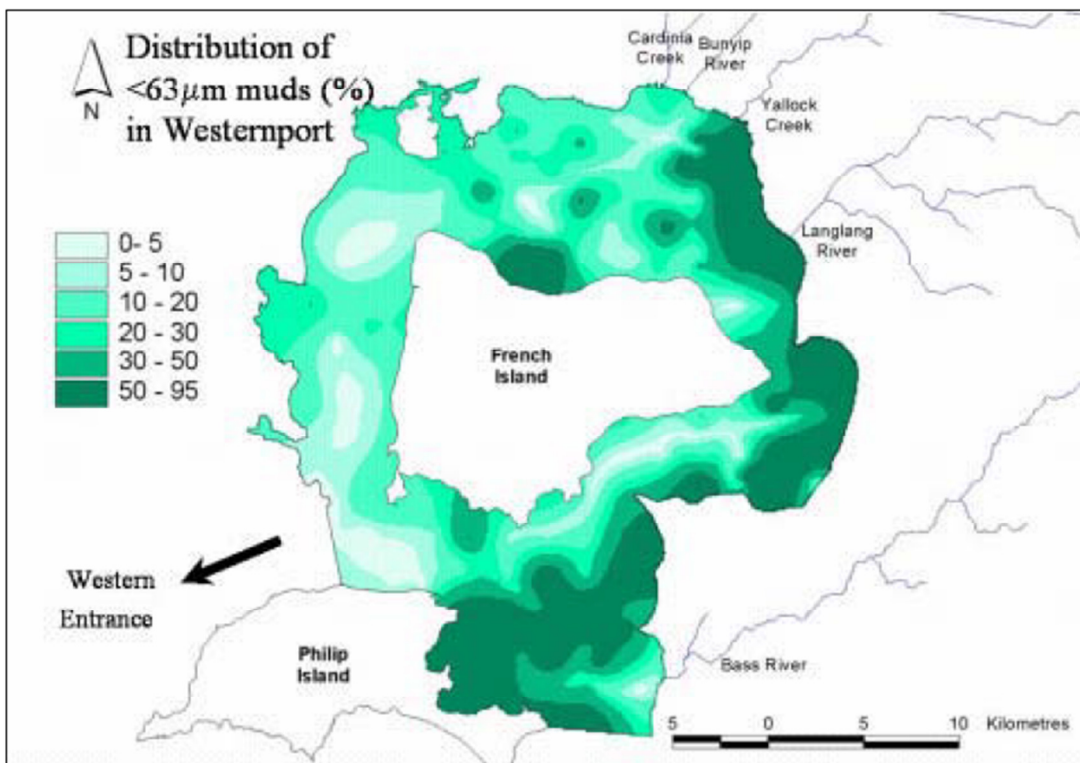 Distribution of
<63μm muds (%)
in Westernport
N
Cardinia
Creek
Bunyip
River
Yallock
Creek
Langlang
River
0- 5
5 - 10
10 - 20
20 - 30
30 - 50
50 - 95
French
Island
Western
Entrance
Philip
Island
Bass River
5 0 5 10 Kilometres